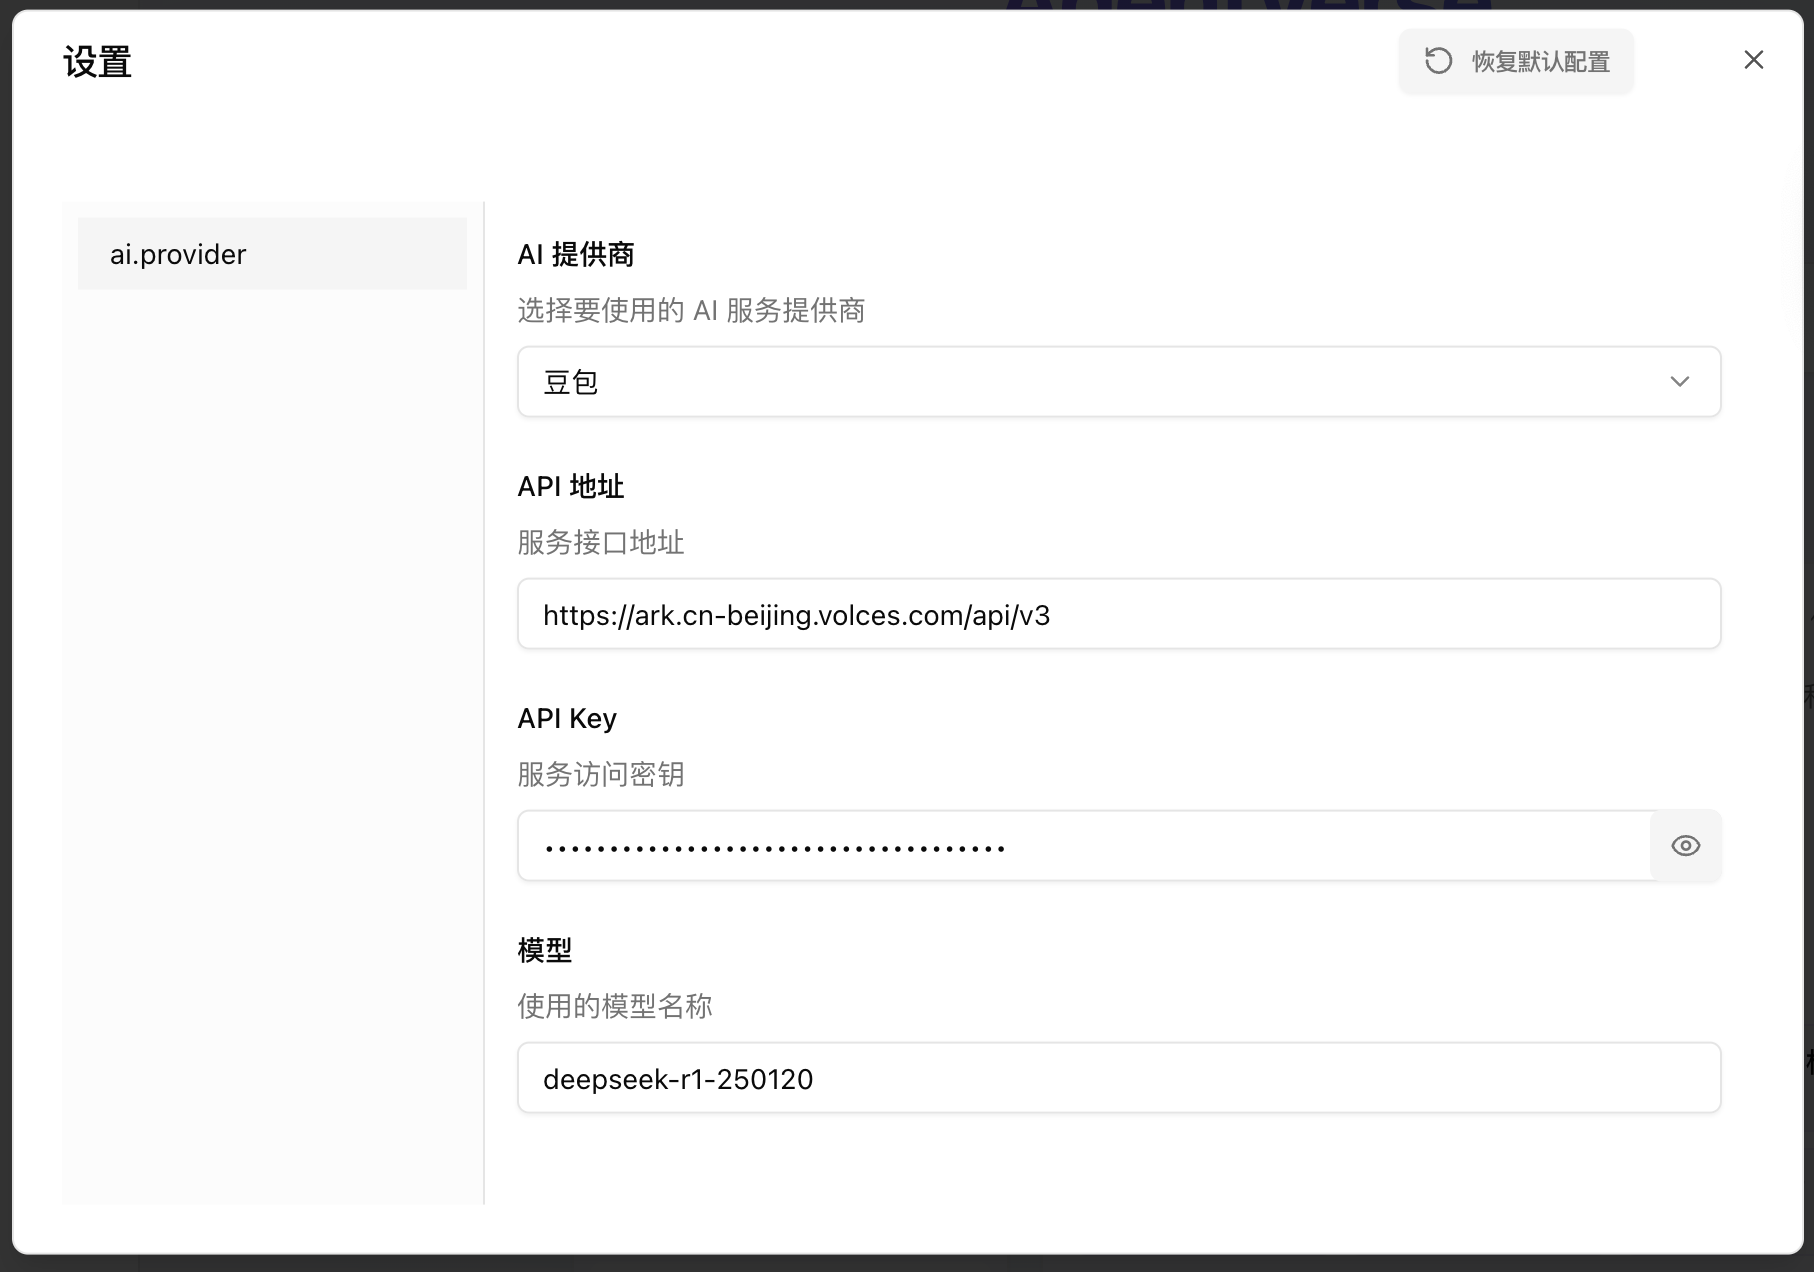 设置
恢复默认配置
ai.provider
AI 提供商
选择要使用的 AI 服务提供商
豆包
API 地址
服务接口地址
https://ark.cn-beijing.volces.com/api/v3
API Key
服务访问密钥
••••••••••••••••••••••••••••••••••••
模型
使用的模型名称
deepseek-r1-250120